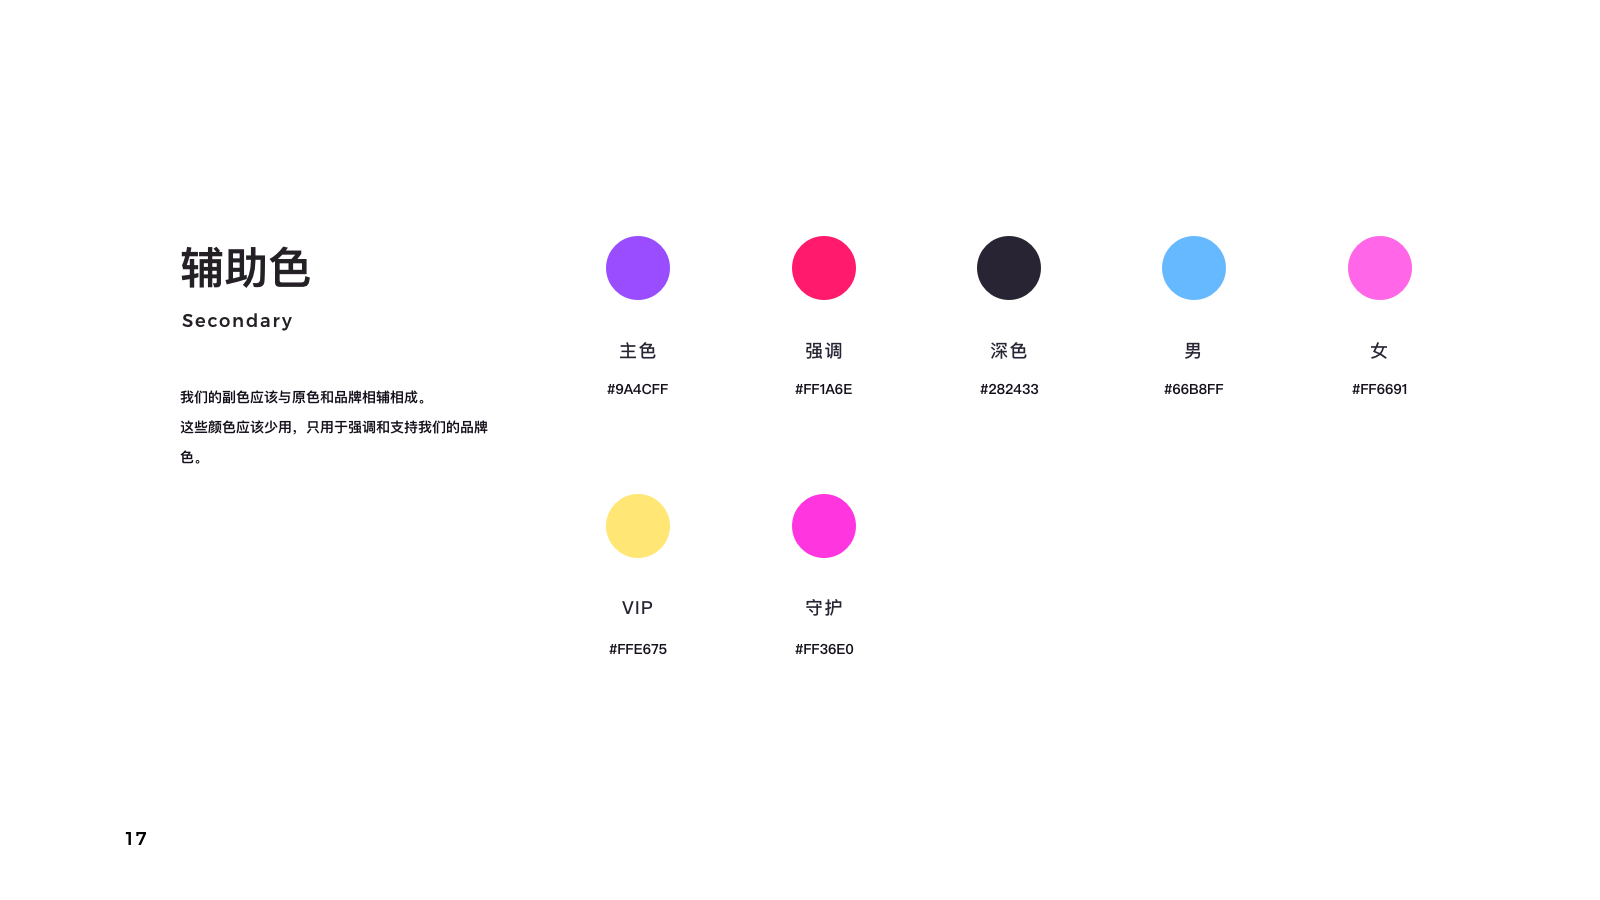 辅助色
Secondary
我们的副色应该与原色和品牌相辅相成。
这些颜色应该少用，只用于强调和支持我们的品牌
色。
主色
#9A4CFF
强调
#FF1A6E
深色
#282433
男
#66B8FF
女
#FF6691
VIP
#FFE675
守护
#FF36E0
17